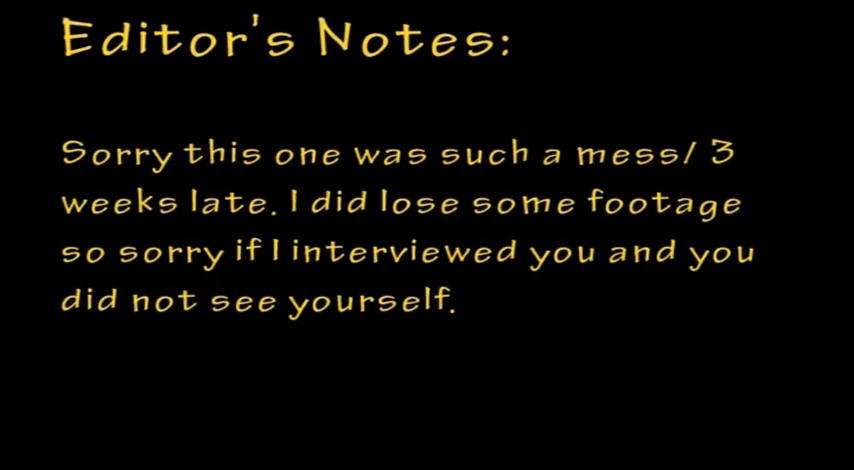 Editor's Notes:
Sorry this one was such a mess/ 3
weeks late. I did lose some footage
so sorry if I interviewed you and you
did not see yourself.